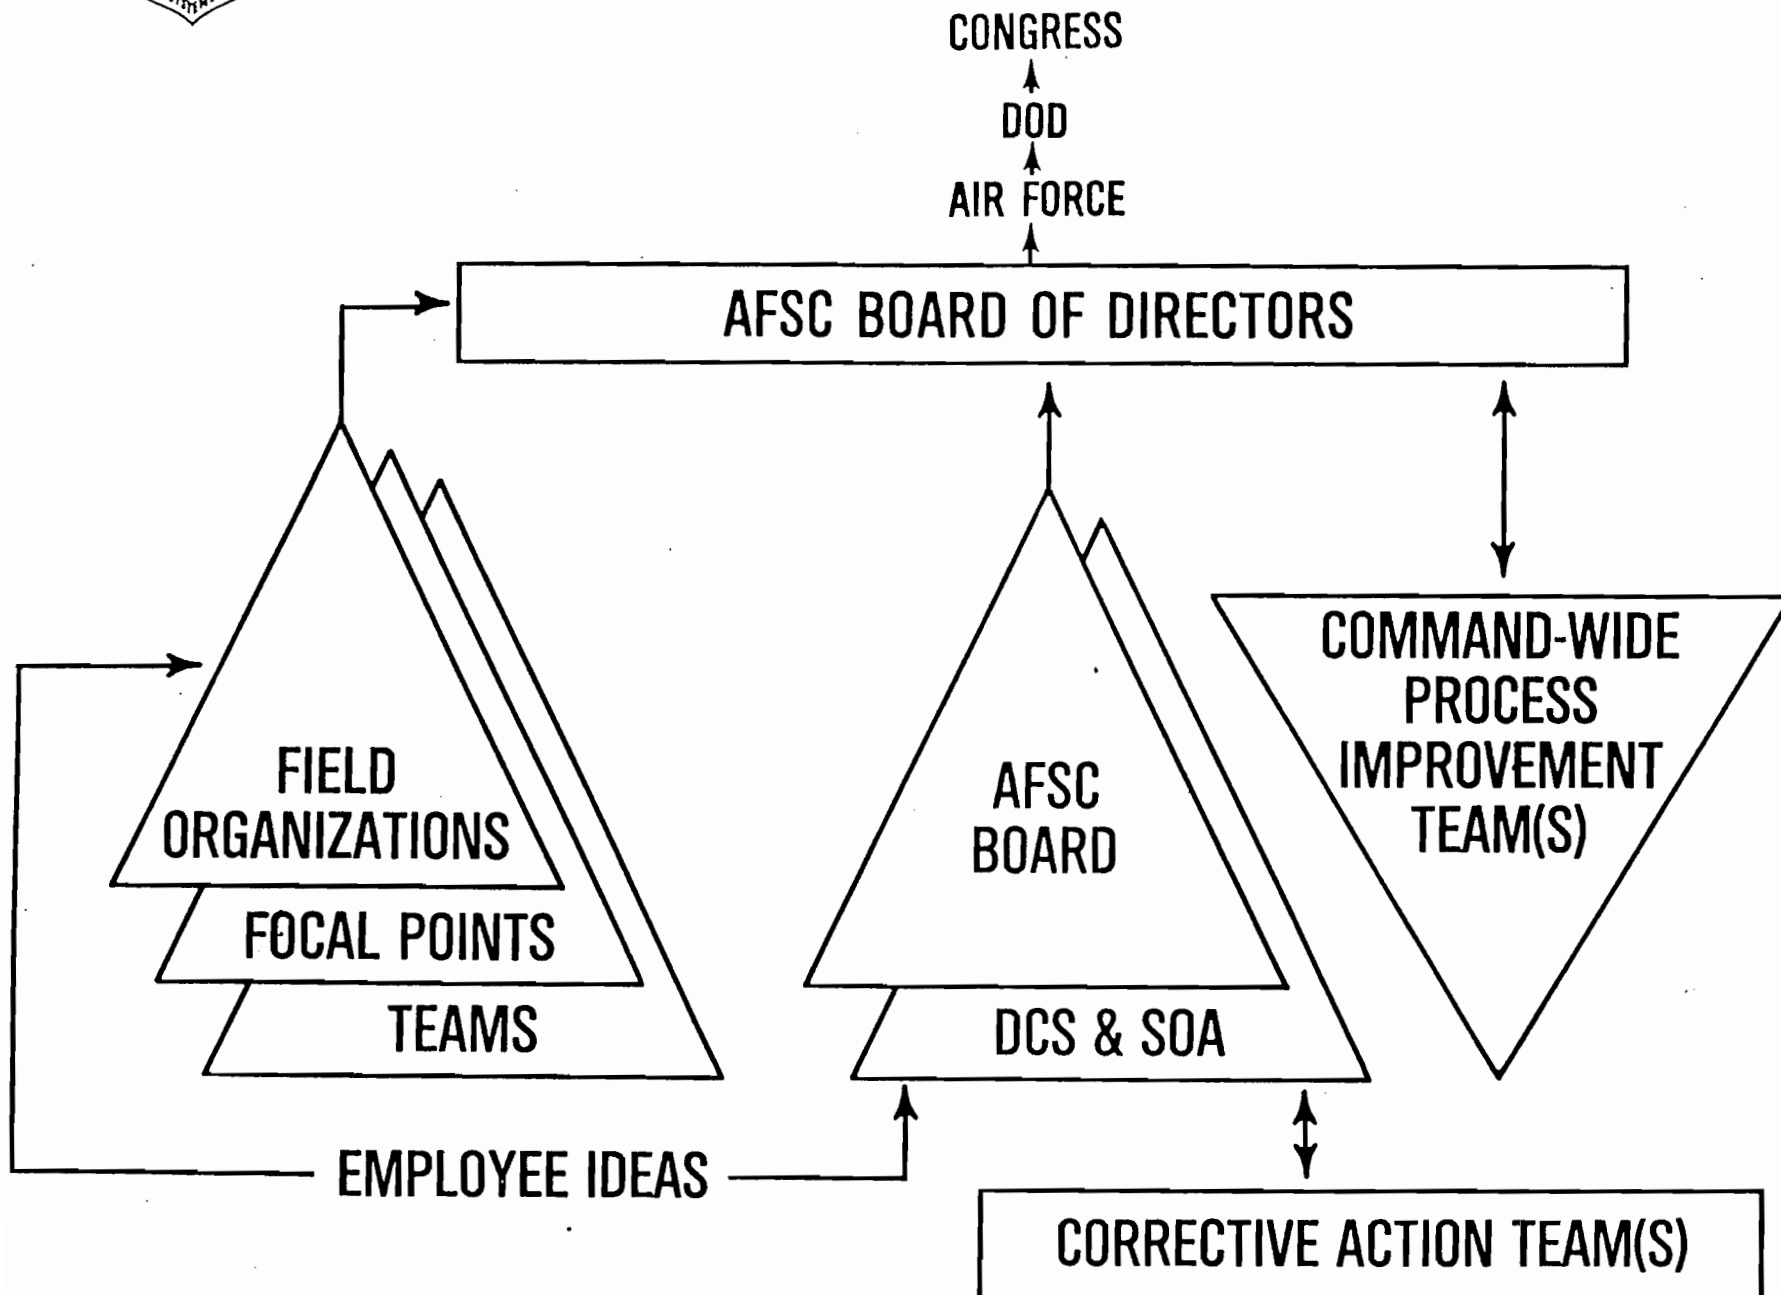 CONGRESS
DOD
AIR FORCE
AFSC BOARD OF DIRECTORS
FIELD
ORGANIZATIONS
FOCAL POINTS
TEAMS
AFSC
BOARD
DCS & SOA
COMMAND-WIDE
PROCESS
IMPROVEMENT
TEAM(S)
EMPLOYEE IDEAS
CORRECTIVE ACTION TEAM(S)